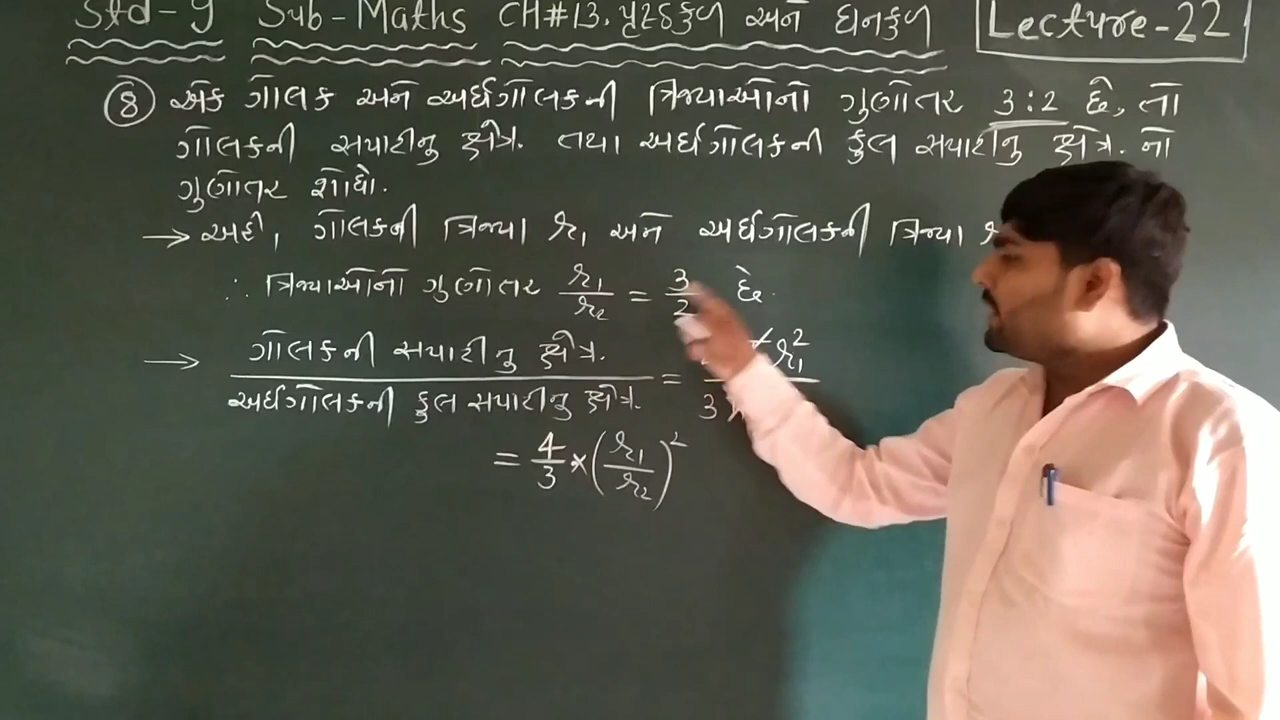 Std-9 Sub-Maths CH#13. પૃષ્ઠફળ અને ઘનફળ Lecture-22
(8) એક ગોલક અને અર્ધગોલકની ત્રિજ્યાઓનો ગુણોતર 3:2 છે, તો
ગોલકની સપાટીનુ ક્ષેત્ર. તથા અર્ધગોલકની કુલ સપાટીનુ ક્ષેત્ર. નો
ગુણોતર શોધો.
→ અહી, ગોલકની ત્રિજ્યા r₁ અને અર્ધગોલકની ત્રિજ્યા
∴ ત્રિજ્યાઓનો ગુણોતર r₁/r₂ = 3/2 છે.
→ ગોલકની સપાટીનુ ક્ષેત્ર. / અર્ધગોલકની કુલ સપાટીનુ ક્ષેત્ર. = r₁² / 3
= 4/3 × (r₁/r₂)²